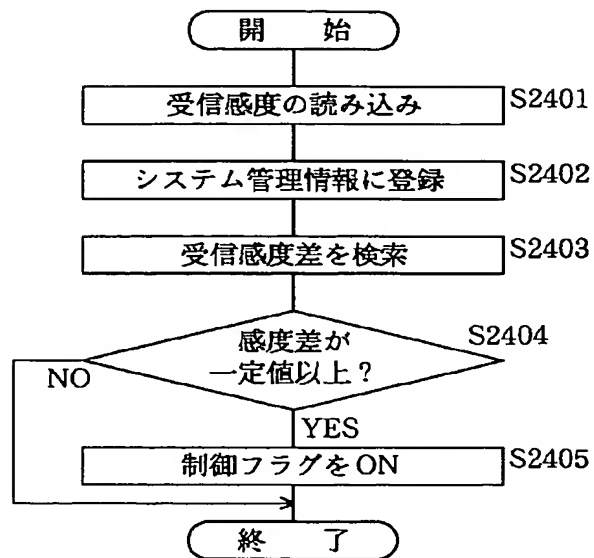 開 始
受信感度の読み込み S2401
システム管理情報に登録 S2402
受信感度差を検索 S2403
感度差が S2404
一定値以上?
NO
YES
制御フラグをON S2405
終 了